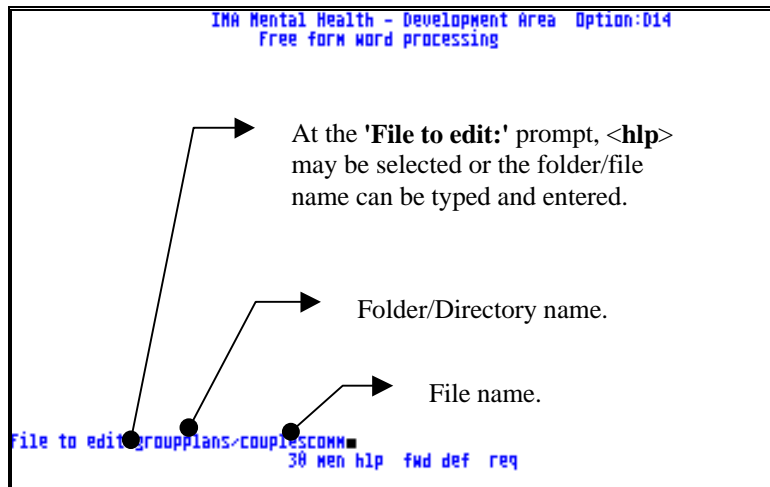 IMA Mental Health - Development Area Option:D14
Free form word processing
At the 'File to edit:' prompt, <hlp>
may be selected or the folder/file
name can be typed and entered.
Folder/Directory name.
File name.
File to edit:groupplans/couplescomm
30 men hlp fwd def req